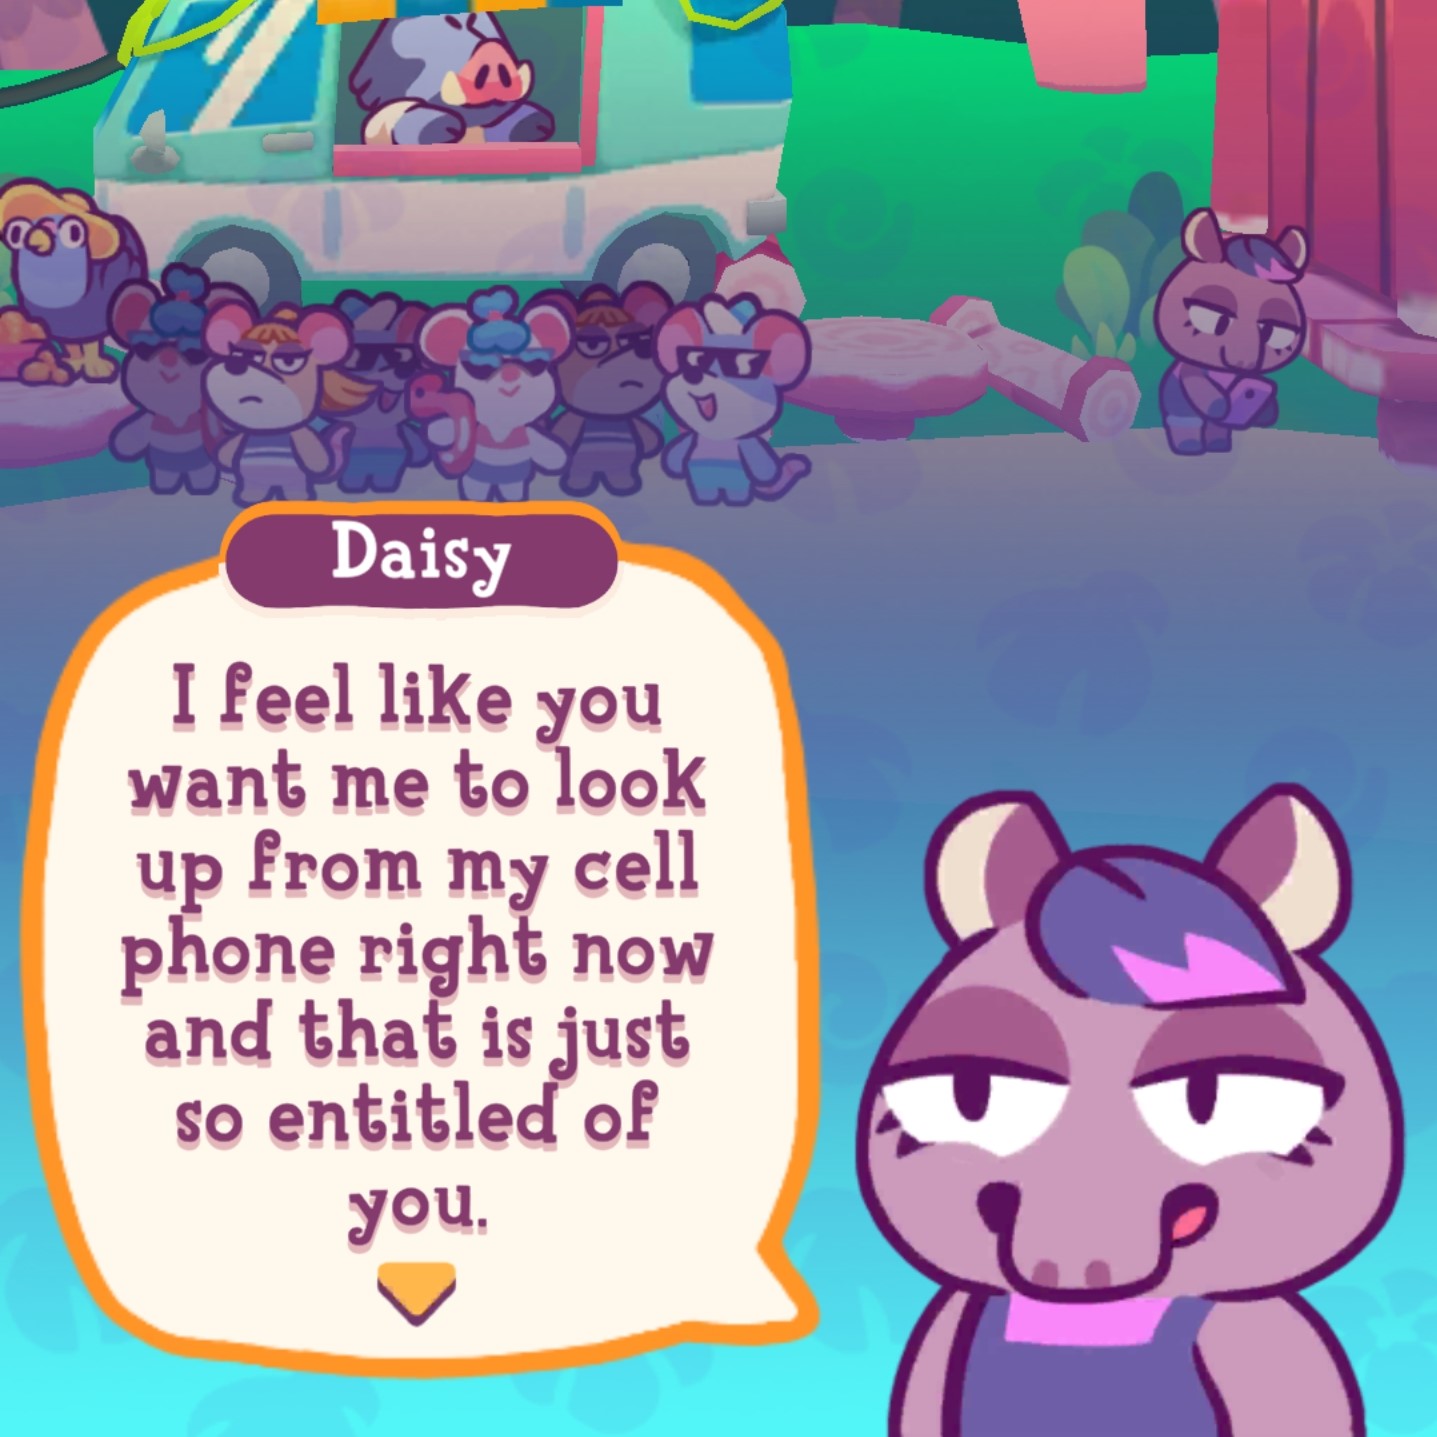 Daisy
I feel like you
want me to look
up from my cell
phone right now
and that is just
so entitled of
you.